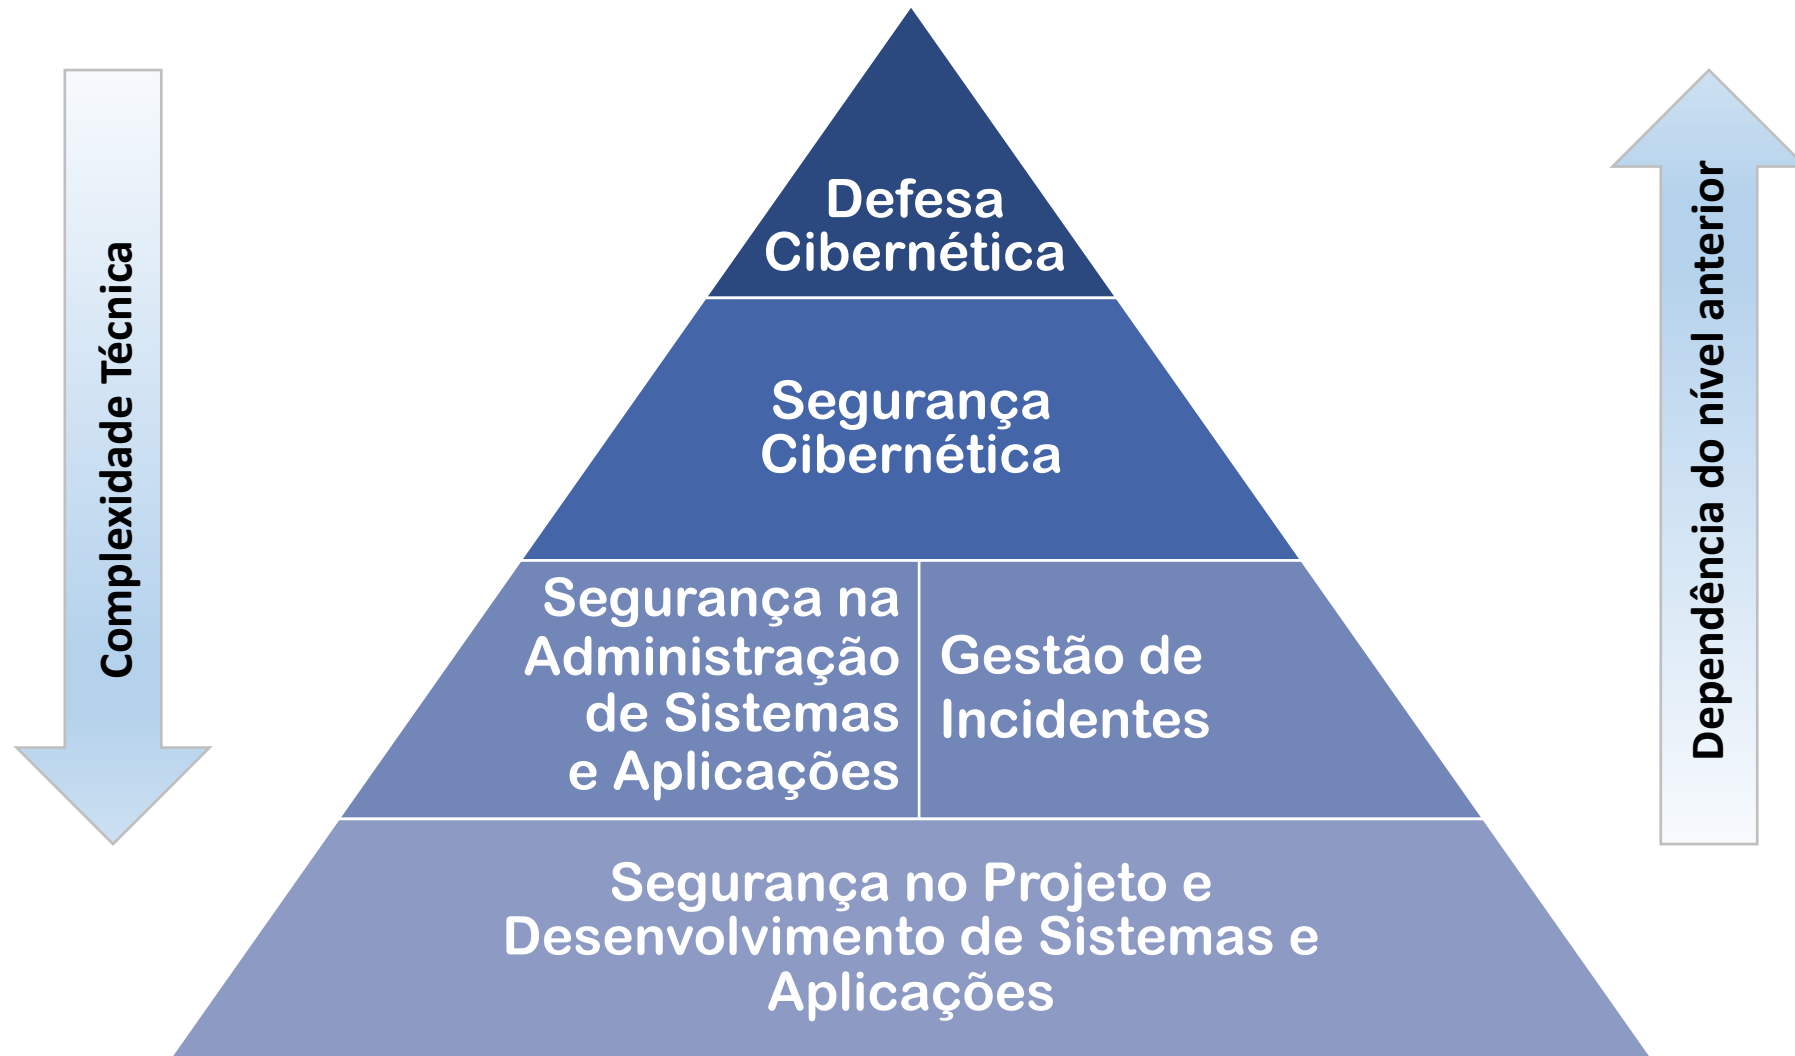 Complexidade Técnica
Defesa
Cibernética
Segurança
Cibernética
Segurança na
Administração
de Sistemas
e Aplicações
Gestão de
Incidentes
Segurança no Projeto e
Desenvolvimento de Sistemas e
Aplicações
Dependência do nível anterior